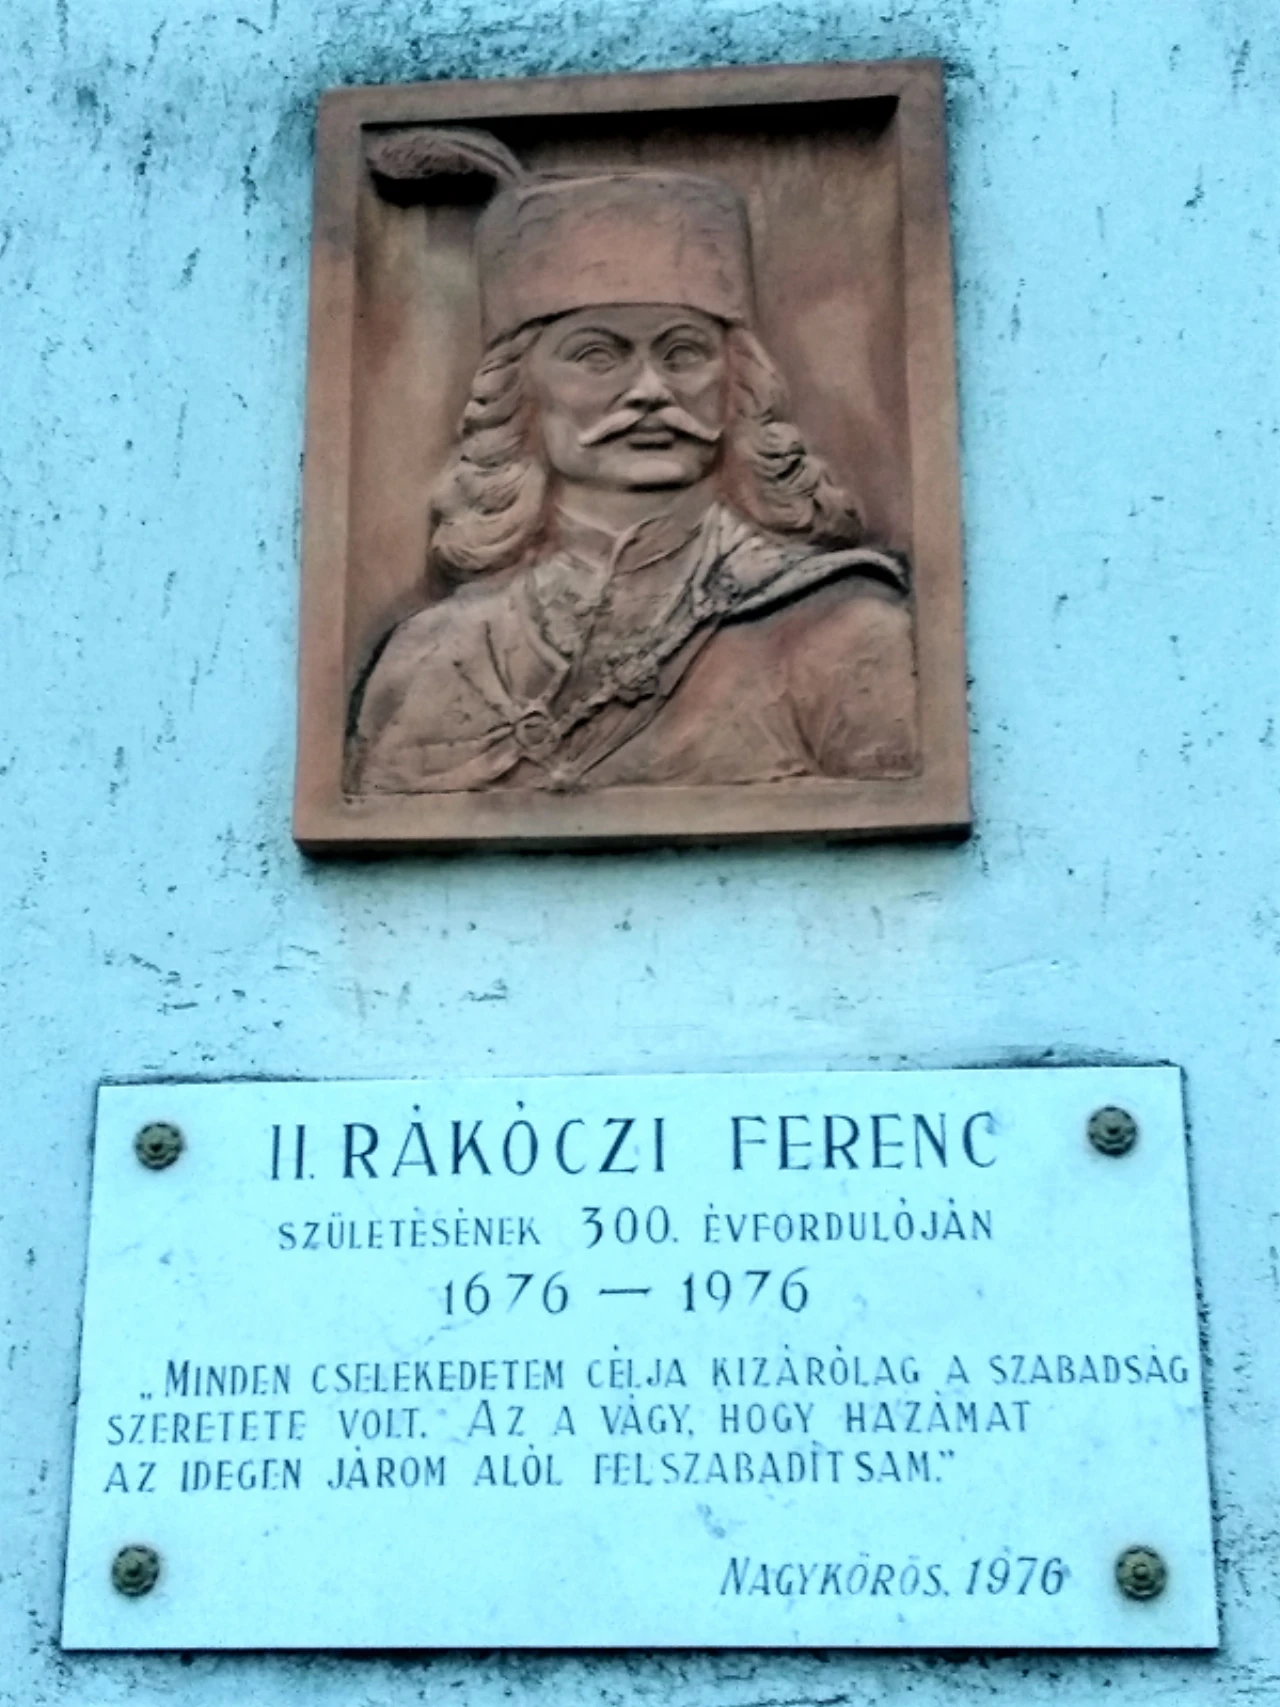 II. RÁKÓCZI FERENC
SZÜLETÉSÉNEK 300. ÉVFORDULÓJÁN
1676 — 1976
„MINDEN CSELEKEDETEM CÉLJA KIZÁRÓLAG A SZABADSÁG
SZERETETE VOLT. AZ A VÁGY, HOGY HAZÁMAT
AZ IDEGEN JÁROM ALÓL FELSZABADÍTSAM.”
NAGYKŐRÖS. 1976